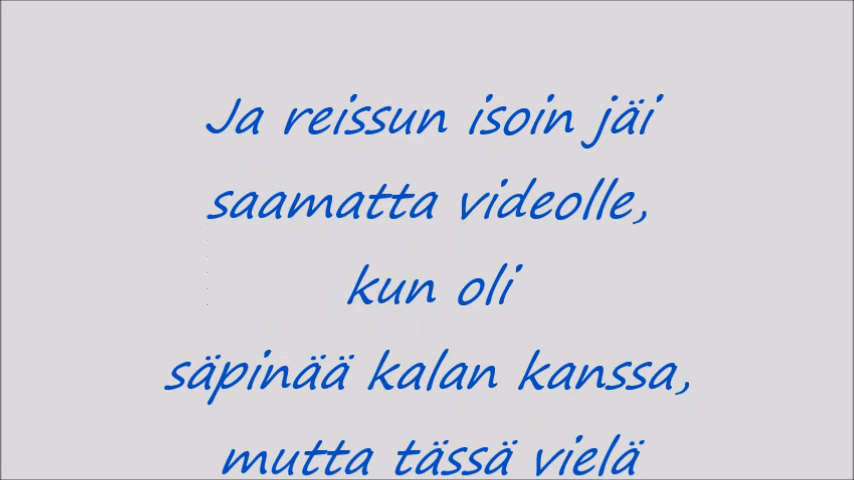 Ja reissun isoin jäi
saamatta videolle,
kun oli
säpinää kalan kanssa,
mutta tässä vielä